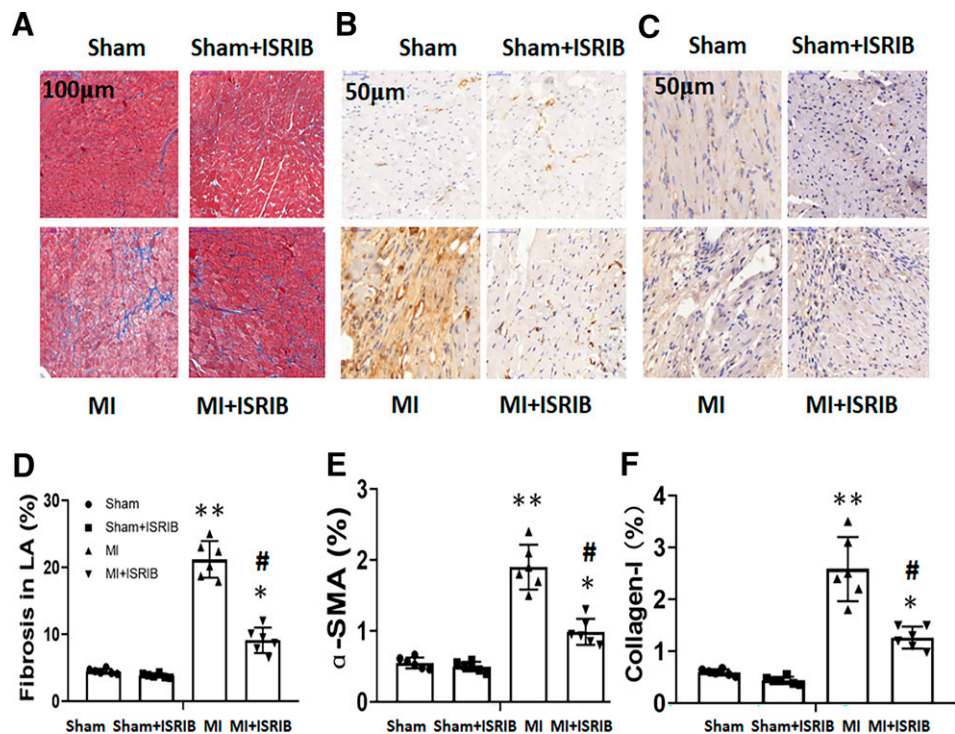 A
Sham
Sham+ISRIB
100μm
MI
MI+ISRIB
B
Sham
Sham+ISRIB
50μm
MI
MI+ISRIB
C
Sham
Sham+ISRIB
50μm
MI
MI+ISRIB
D
Fibrosis in LA (%)
30
20
10
0
Sham
Sham+ISRIB
MI
MI+ISRIB
**
#
*
Sham
Sham+ISRIB
MI
MI+ISRIB
E
α-SMA (%)
3
2
1
0
**
#
*
Sham
Sham+ISRIB
MI
MI+ISRIB
F
Collagen-I (%)
4
3
2
1
0
**
#
*
Sham
Sham+ISRIB
MI
MI+ISRIB